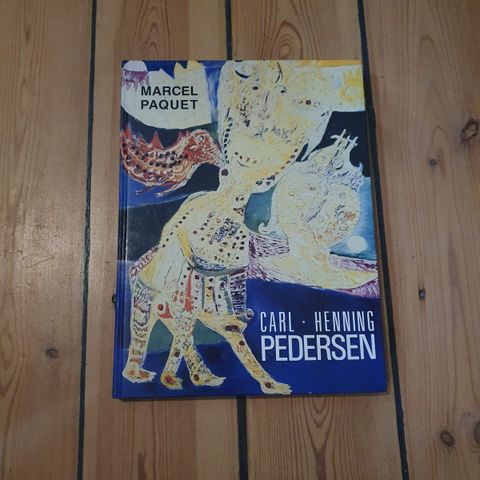 MARCEL
PAQUET
CARL · HENNING
PEDERSEN